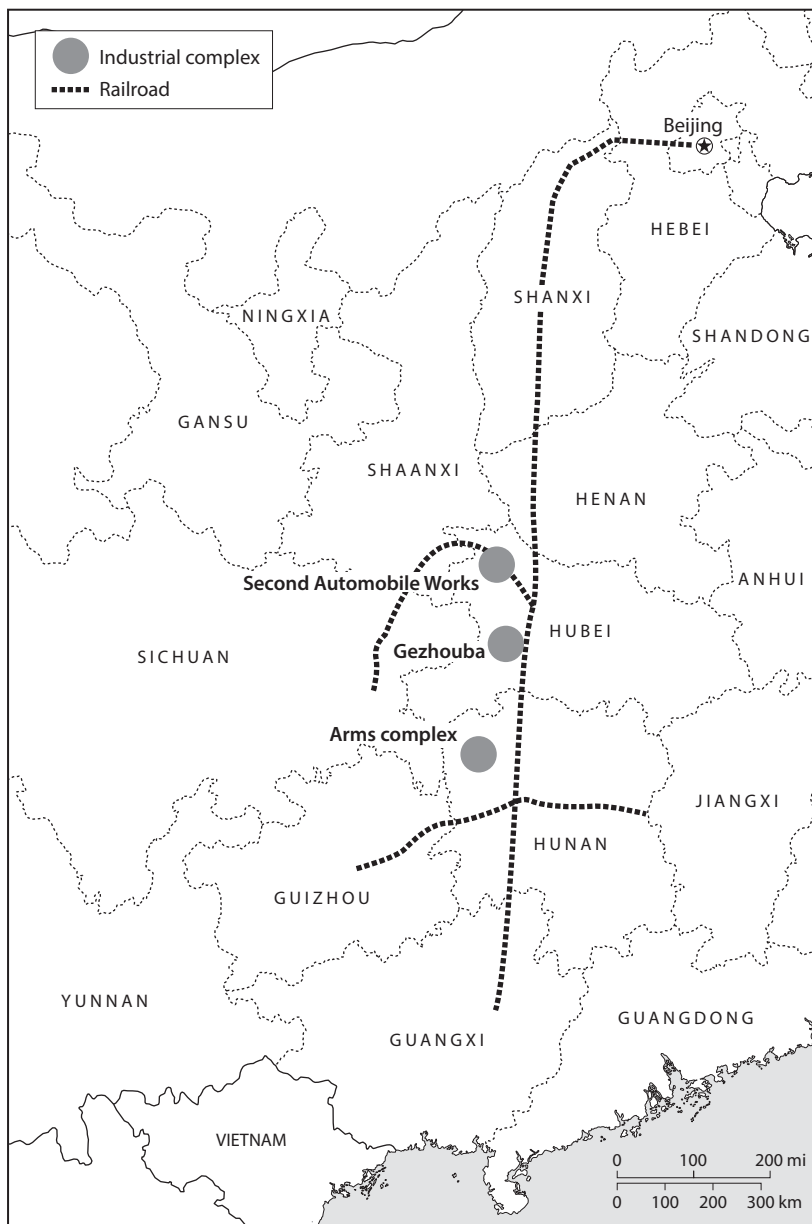 Industrial complex
Railroad
Beijing
HEBEI
NINGXIA
SHANXI
SHANDONG
GANSU
SHAANXI
HENAN
ANHUI
Second Automobile Works
HUBEI
SICHUAN
Gezhouba
Arms complex
JIANGXI
HUNAN
GUIZHOU
YUNNAN
GUANGDONG
GUANGXI
VIETNAM
0 100 200 mi
0 100 200 300 km